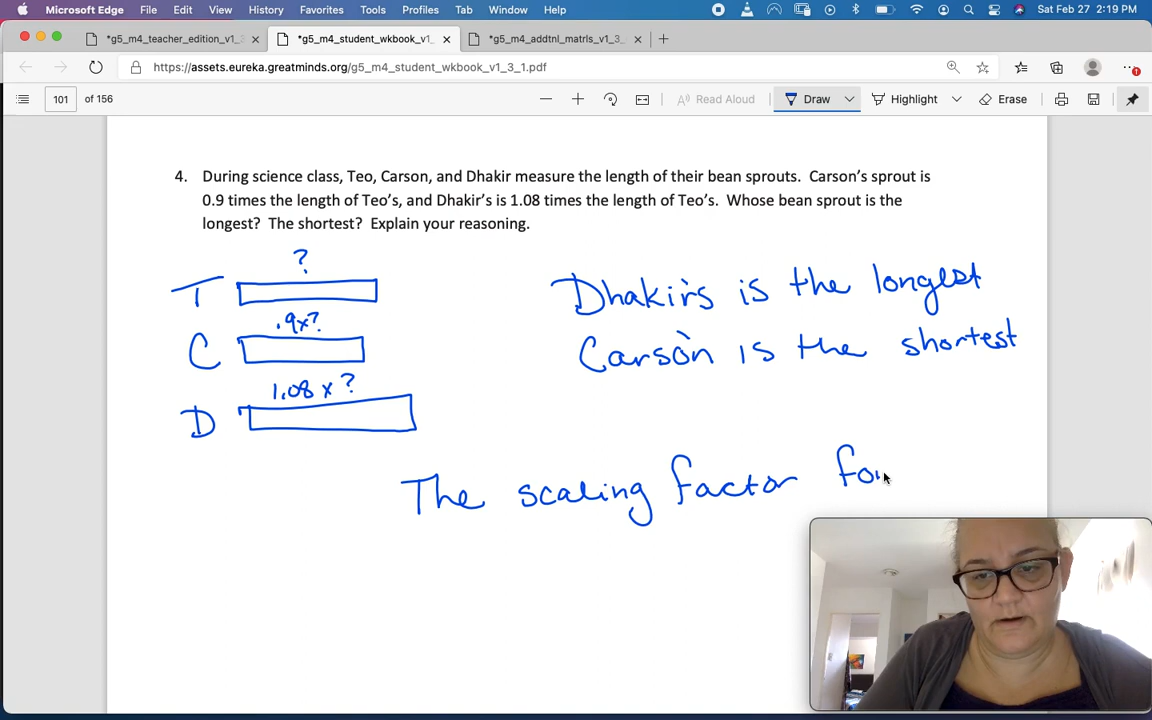 Microsoft Edge File Edit View History Favorites Tools Profiles Tab Window Help Sat Feb 27 2:19 PM
*g5_m4_teacher_edition_v1_3 *g5_m4_student_wkbook_v1_ *g5_m4_addtnl_matrls_v1_3_
https://assets.eureka.greatminds.org/g5_m4_student_wkbook_v1_3_1.pdf
101 of 156 Read Aloud Draw Highlight Erase
4. During science class, Teo, Carson, and Dhakir measure the length of their bean sprouts. Carson's sprout is
0.9 times the length of Teo's, and Dhakir's is 1.08 times the length of Teo's. Whose bean sprout is the
longest? The shortest? Explain your reasoning.
?
T
.9x?
C
1.08 x ?
D
Dhakir's is the longest
Carson is the shortest
The scaling factor for